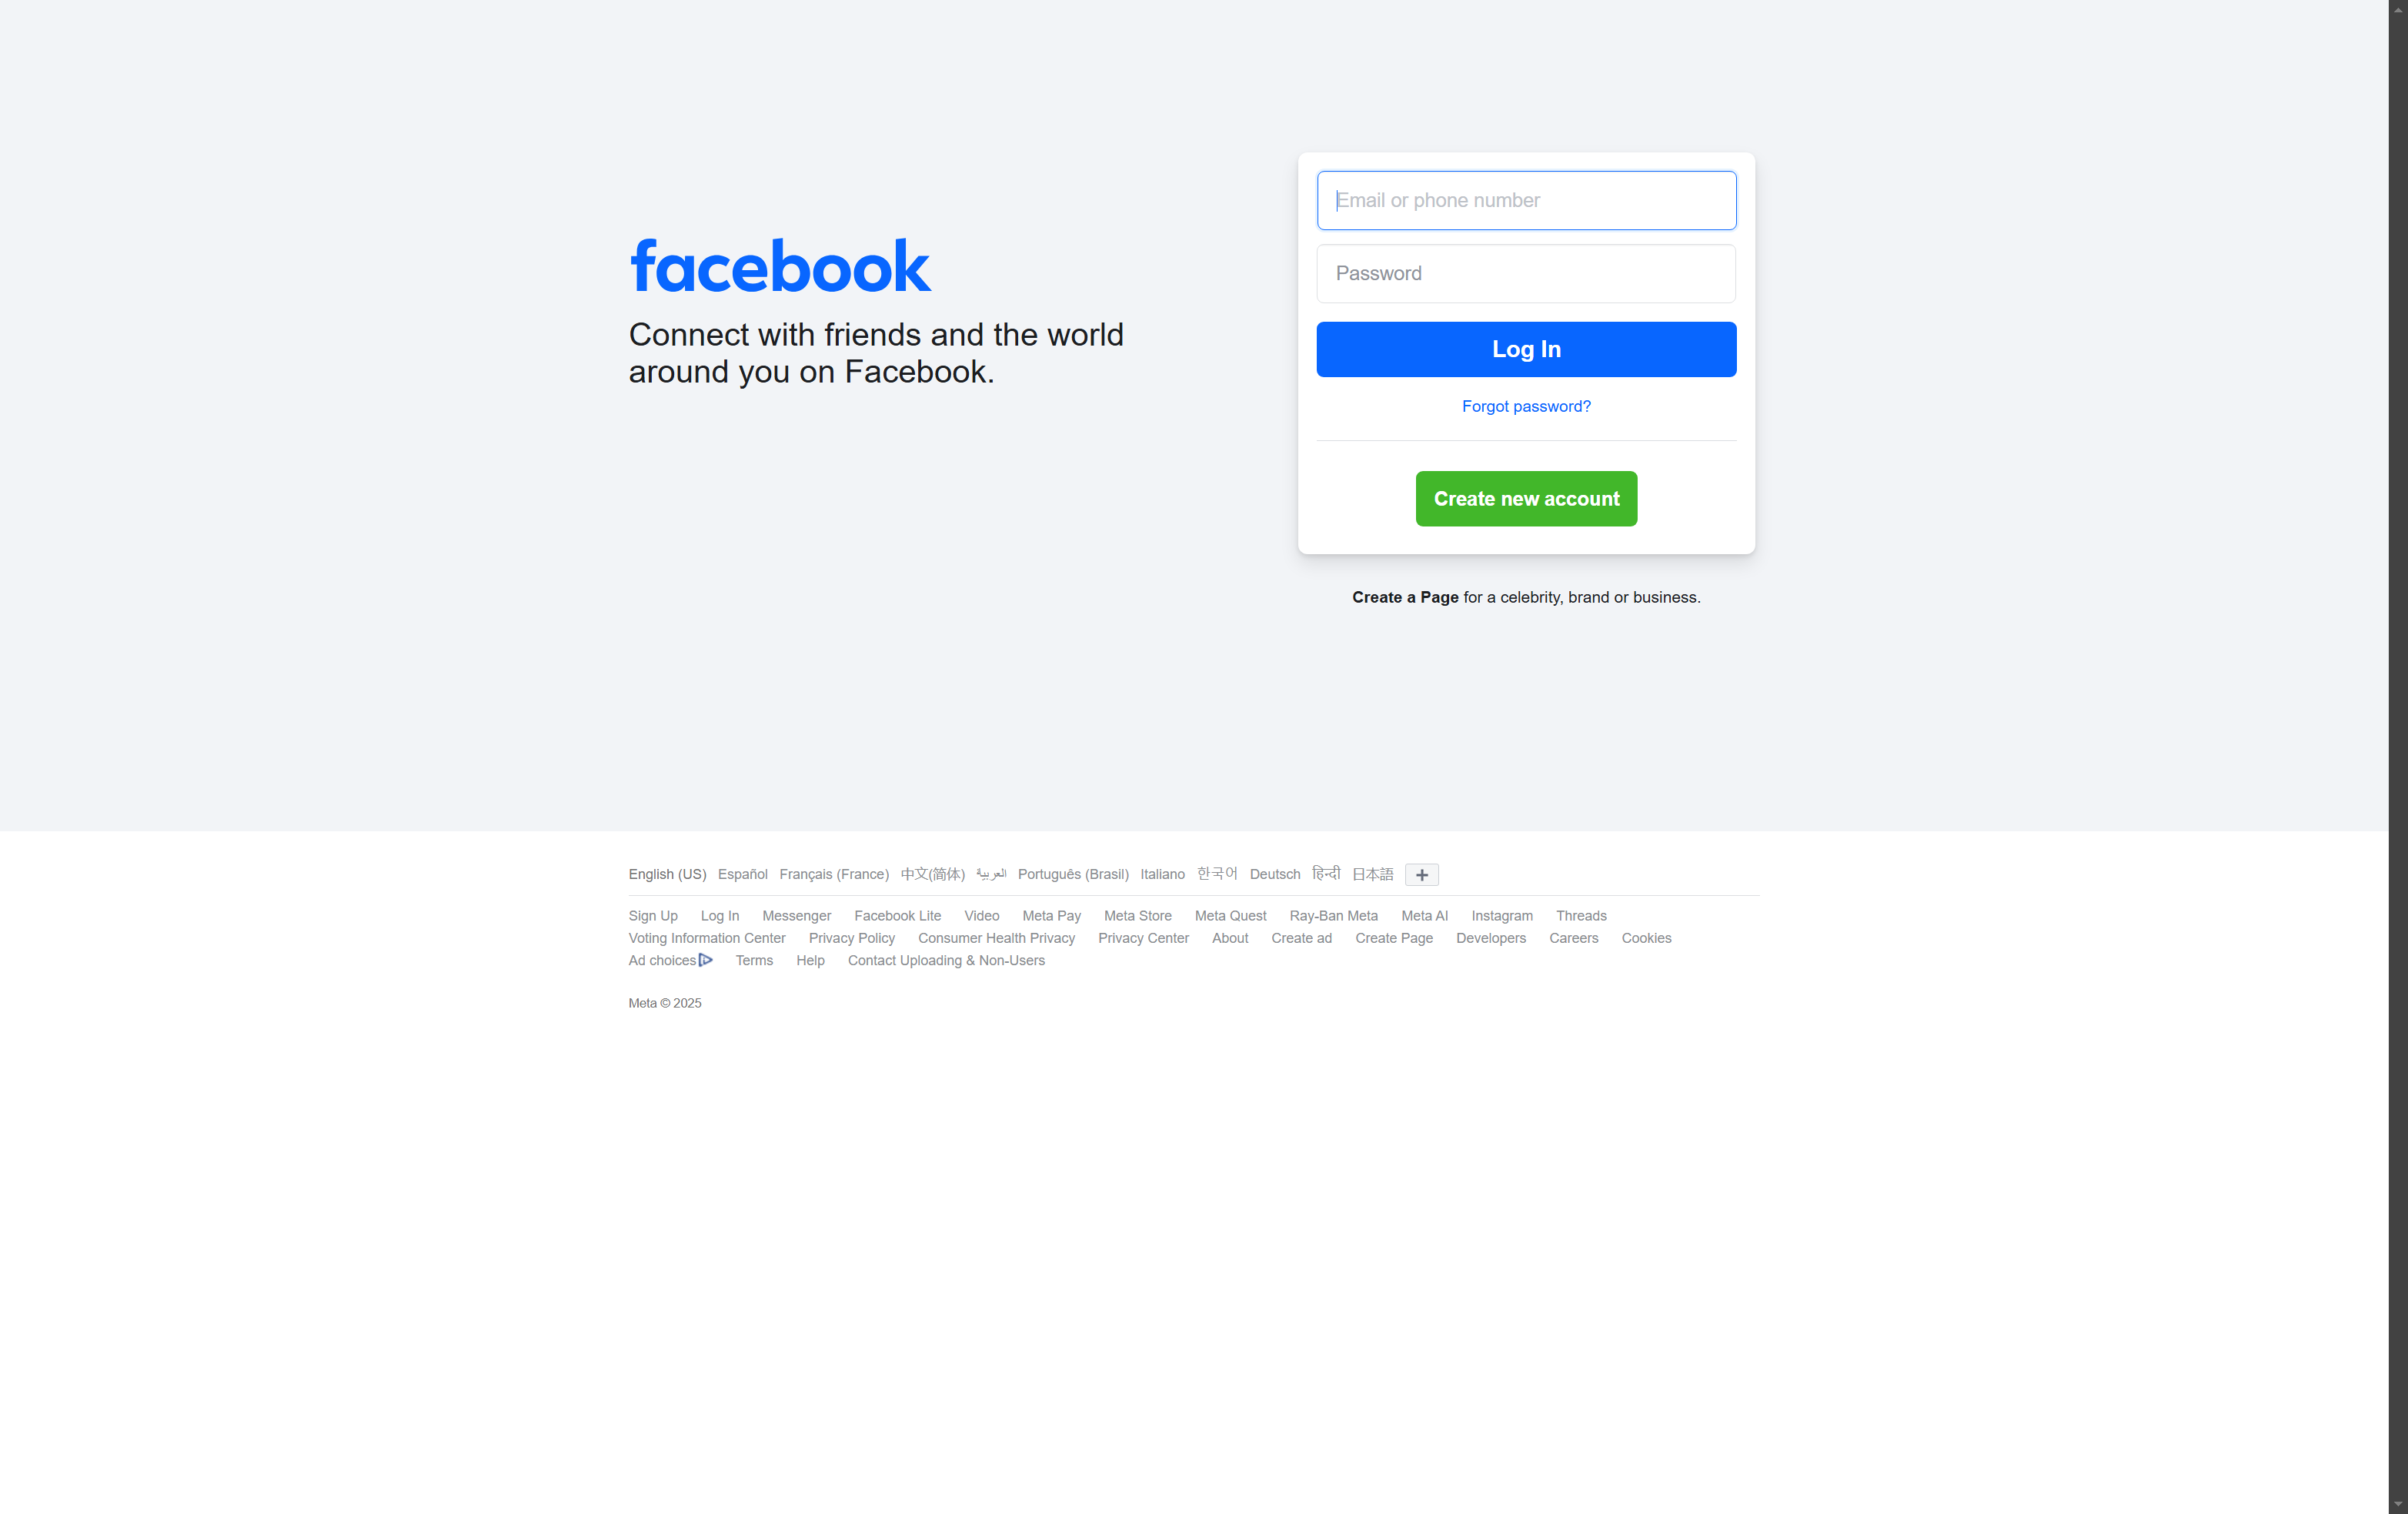 facebook
Connect with friends and the world
around you on Facebook.
Email or phone number
Password
Log In
Forgot password?
Create new account
Create a Page for a celebrity, brand or business.
English (US) Español Français (France) 中文(简体) العربية Português (Brasil) Italiano 한국어 Deutsch हिन्दी 日本語
Sign Up Log In Messenger Facebook Lite Video Meta Pay Meta Store Meta Quest Ray-Ban Meta Meta AI Instagram Threads
Voting Information Center Privacy Policy Consumer Health Privacy Privacy Center About Create ad Create Page Developers Careers Cookies
Ad choices Terms Help Contact Uploading & Non-Users
Meta © 2025